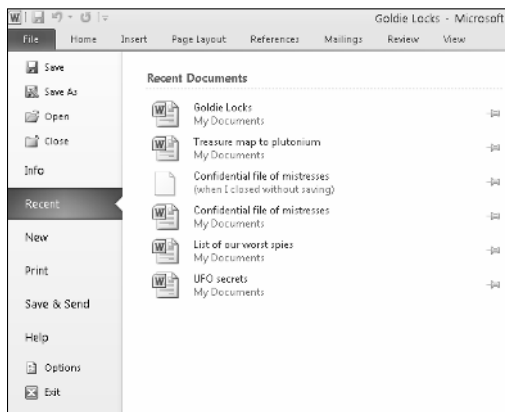 Goldie Locks - Microsoft
File Home Insert Page Layout References Mailings Review View
Save
Save As
Open
Close
Info
Recent
New
Print
Save & Send
Help
Options
Exit
Recent Documents
Goldie Locks
My Documents
Treasure map to plutonium
My Documents
Confidential file of mistresses
(when I closed without saving)
Confidential file of mistresses
My Documents
List of our worst spies
My Documents
UFO secrets
My Documents